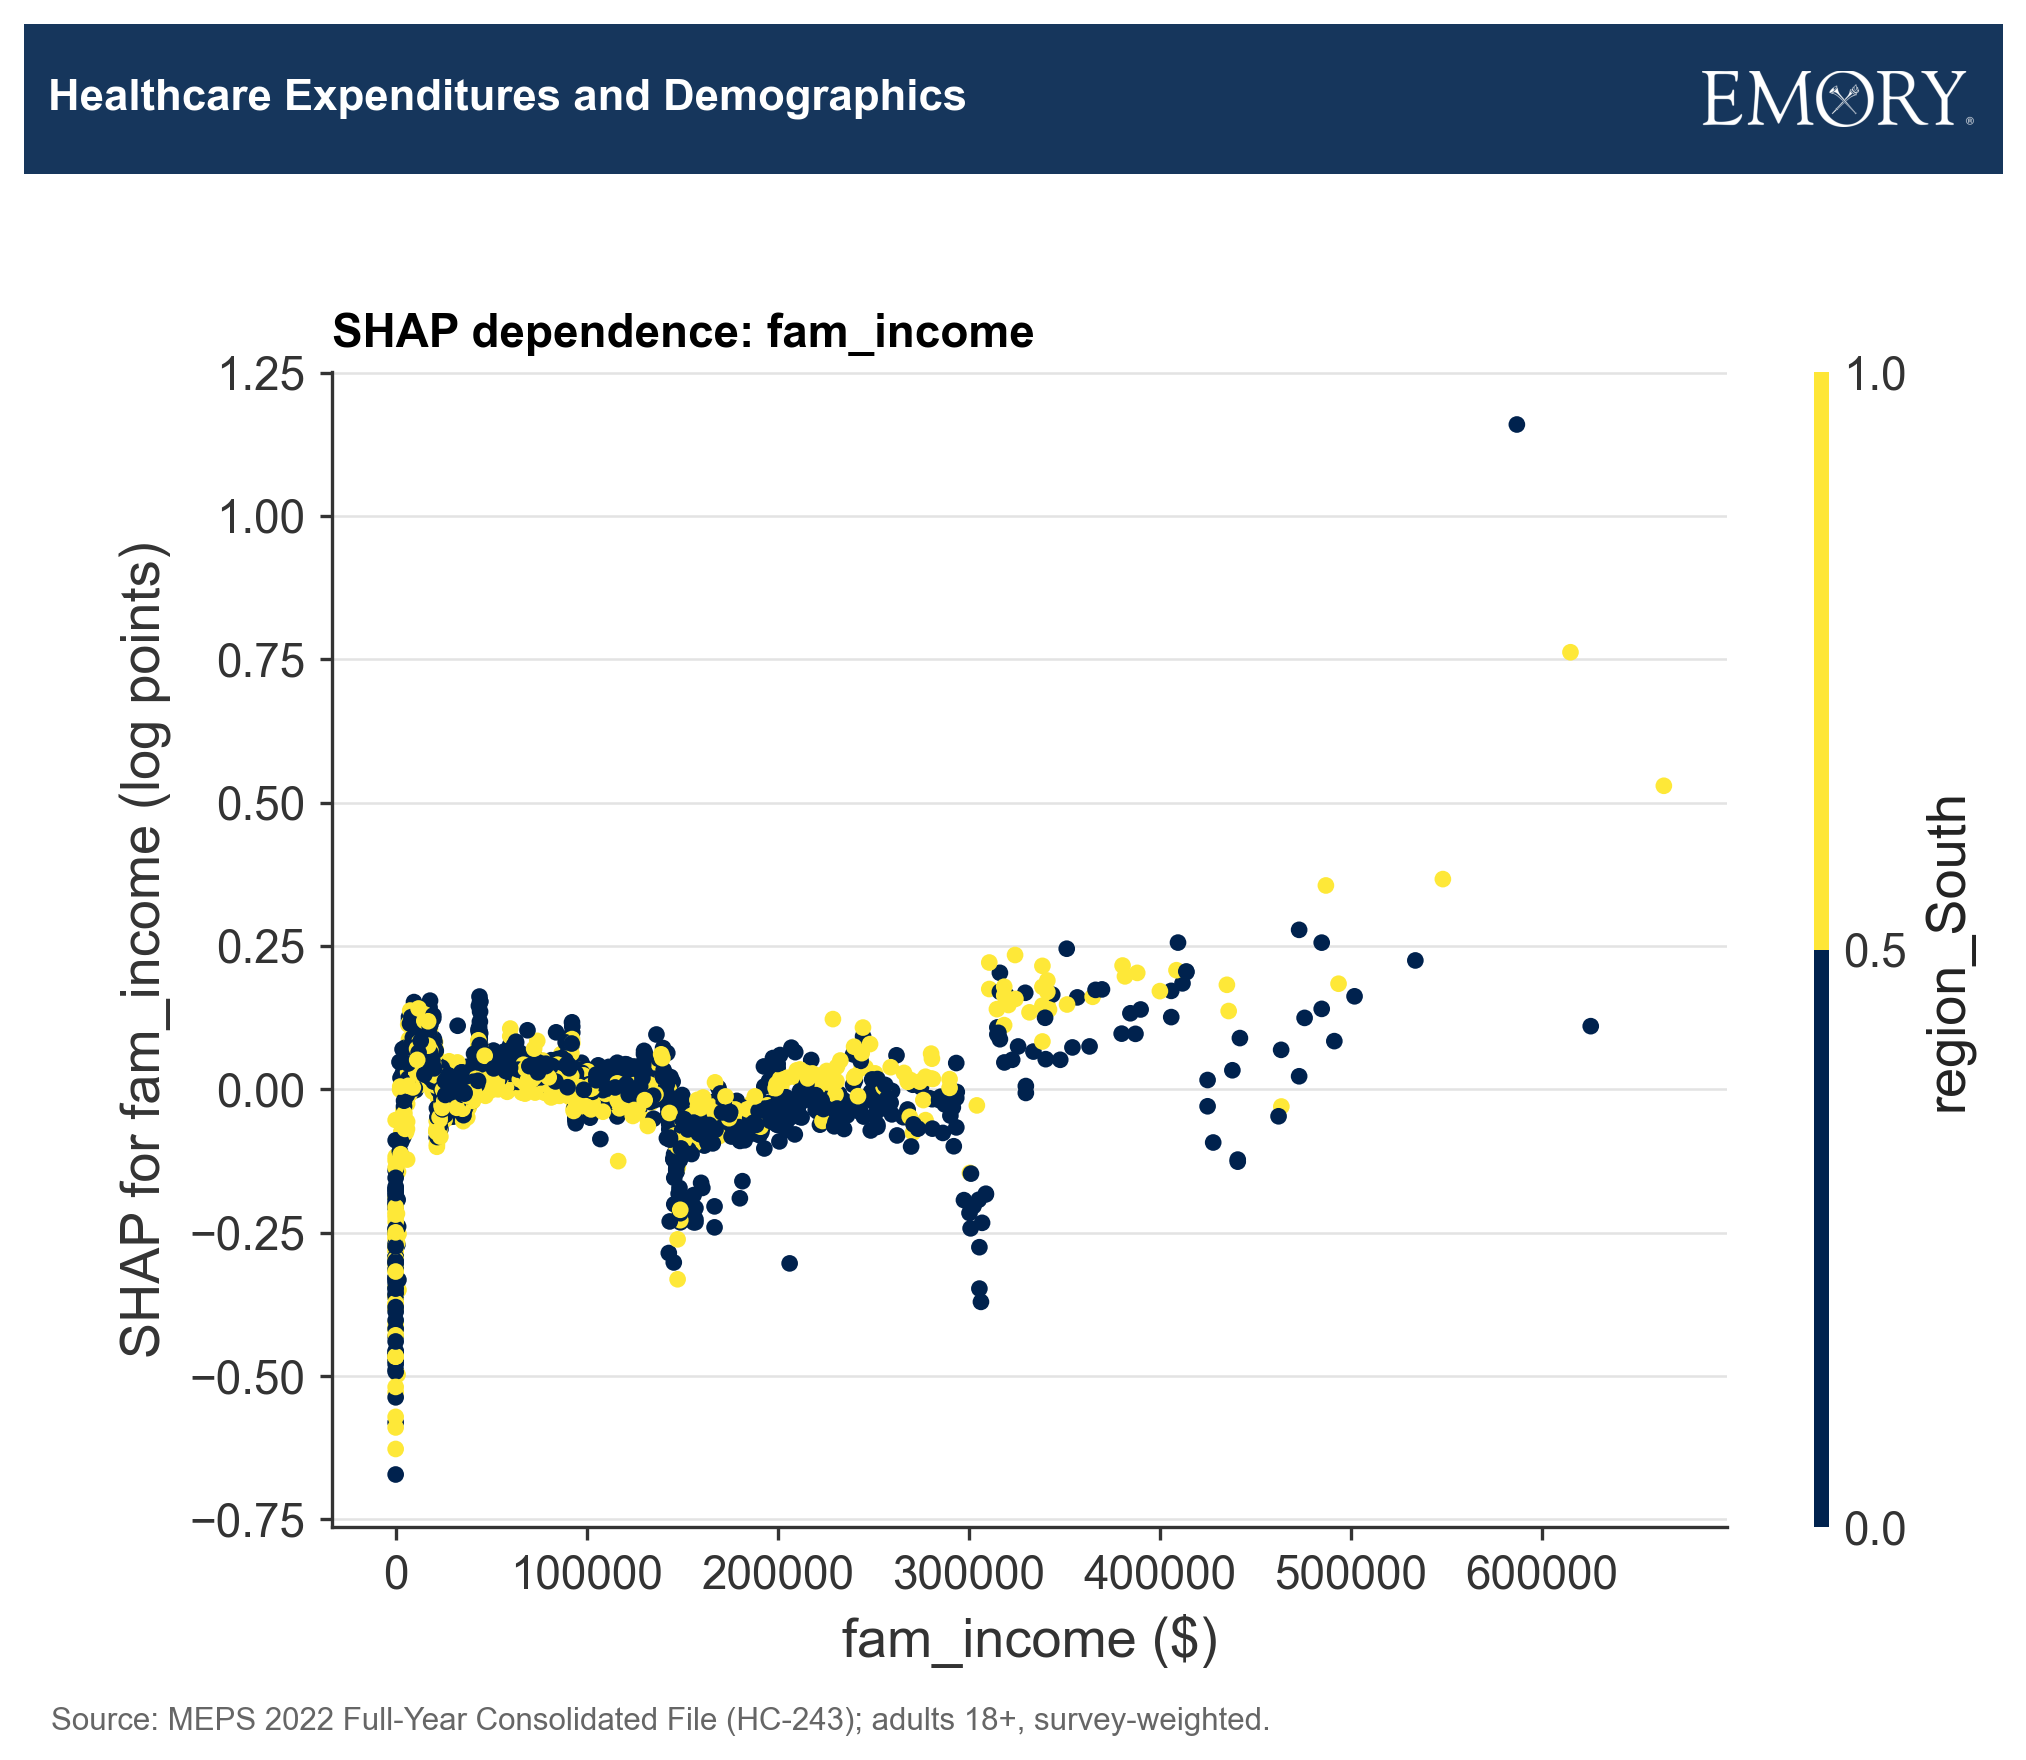 Healthcare Expenditures and Demographics
EMORY®
SHAP dependence: fam_income
1.25
1.00
0.75
0.50
0.25
0.00
−0.25
−0.50
−0.75
SHAP for fam_income (log points)
0
100000
200000
300000
400000
500000
600000
fam_income ($)
1.0
0.5
0.0
region_South
Source: MEPS 2022 Full-Year Consolidated File (HC-243); adults 18+, survey-weighted.